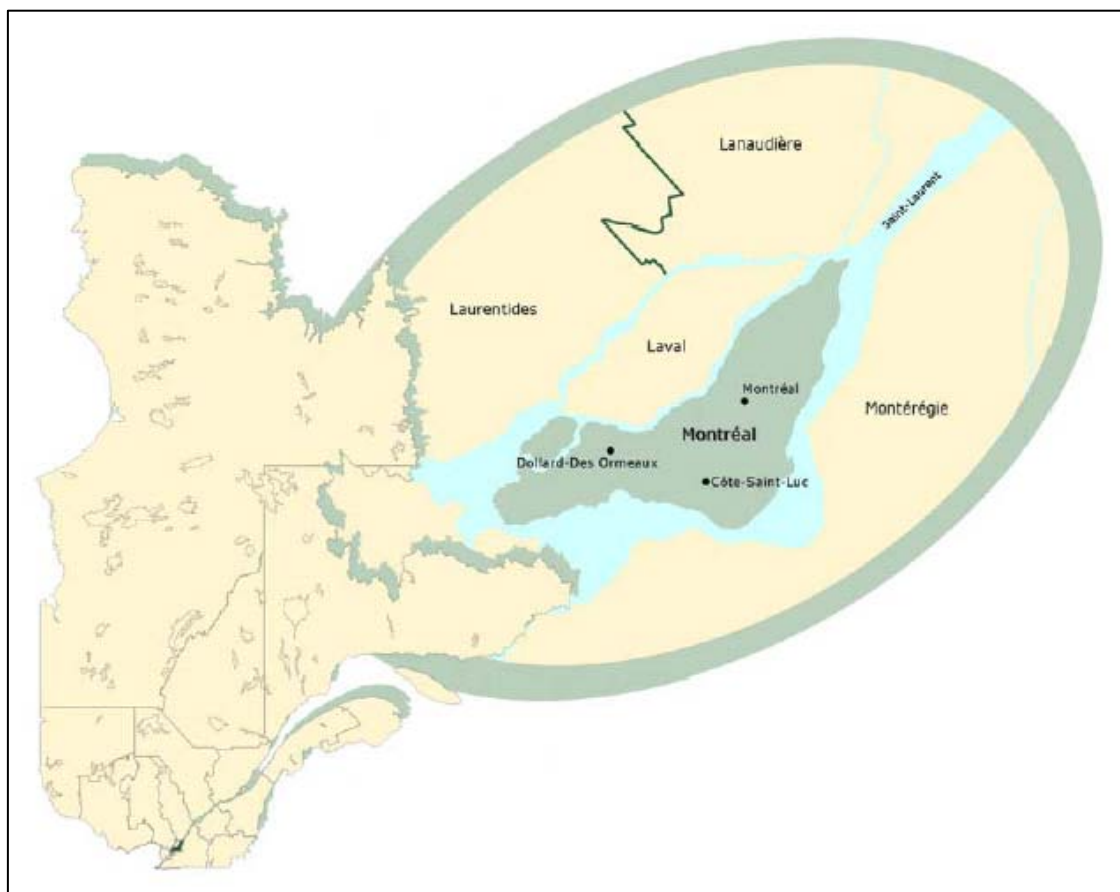 Lanaudière
Saint-Laurent
Laurentides
Laval
Montréal
Montérégie
Montréal
Dollard-Des Ormeaux
Côte-Saint-Luc